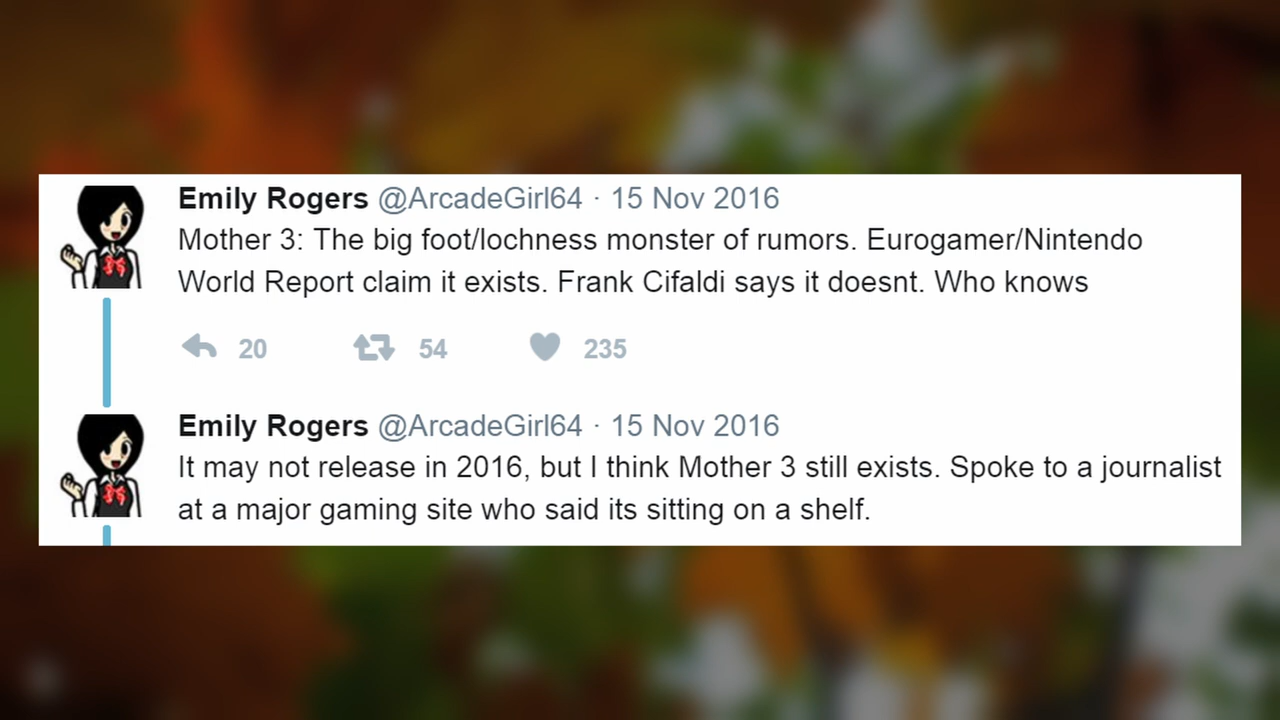 Emily Rogers @ArcadeGirl64 · 15 Nov 2016
Mother 3: The big foot/lochness monster of rumors. Eurogamer/Nintendo
World Report claim it exists. Frank Cifaldi says it doesnt. Who knows
20 54 235
Emily Rogers @ArcadeGirl64 · 15 Nov 2016
It may not release in 2016, but I think Mother 3 still exists. Spoke to a journalist
at a major gaming site who said its sitting on a shelf.